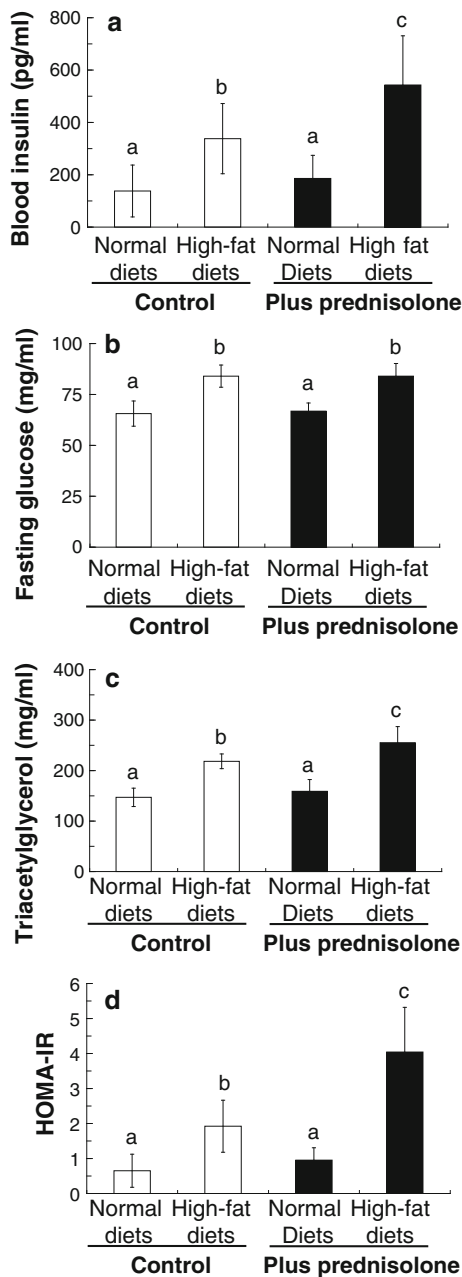 a
Blood insulin (pg/ml)
800
600
400
200
0
a
b
a
c
Normal High-fat Normal High fat
diets diets Diets diets
Control Plus prednisolone
b
Fasting glucose (mg/ml)
100
75
50
25
0
a
b
a
b
Normal High-fat Normal High-fat
diets diets Diets diets
Control Plus prednisolone
c
Triacetylglycerol (mg/ml)
400
300
200
100
0
a
b
a
c
Normal High-fat Normal High-fat
diets diets Diets diets
Control Plus prednisolone
d
HOMA-IR
6
5
4
3
2
1
0
a
b
a
c
Normal High-fat Normal High-fat
diets diets Diets diets
Control Plus prednisolone